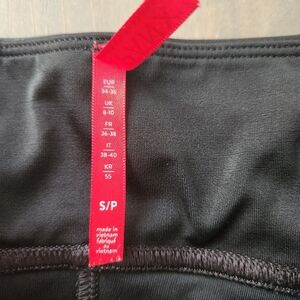 EUR
34-36
UK
8-10
FR
36-38
IT
38-40
KR
55
S/P
made in
vietnam
fabriqué
au
vietnam